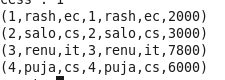 (1,rash,ec,1,rash,ec,2000)
(2,salo,cs,2,salo,cs,3000)
(3,renu,it,3,renu,it,7800)
(4,puja,cs,4,puja,cs,6000)